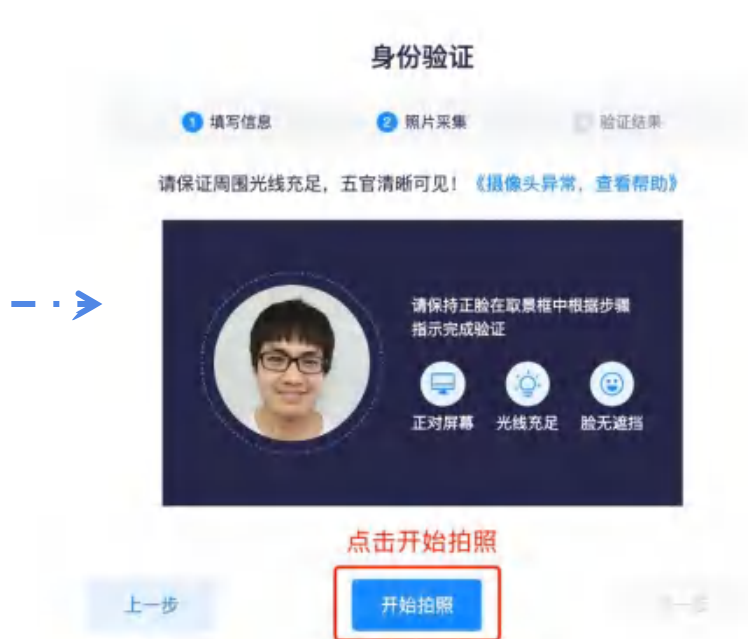 身份验证
1 填写信息
2 照片采集
验证结果
请保证周围光线充足，五官清晰可见！《摄像头异常，查看帮助》
请保持正脸在取景框中根据步骤
指示完成验证
正对屏幕 光线充足 脸无遮挡
点击开始拍照
上一步 开始拍照